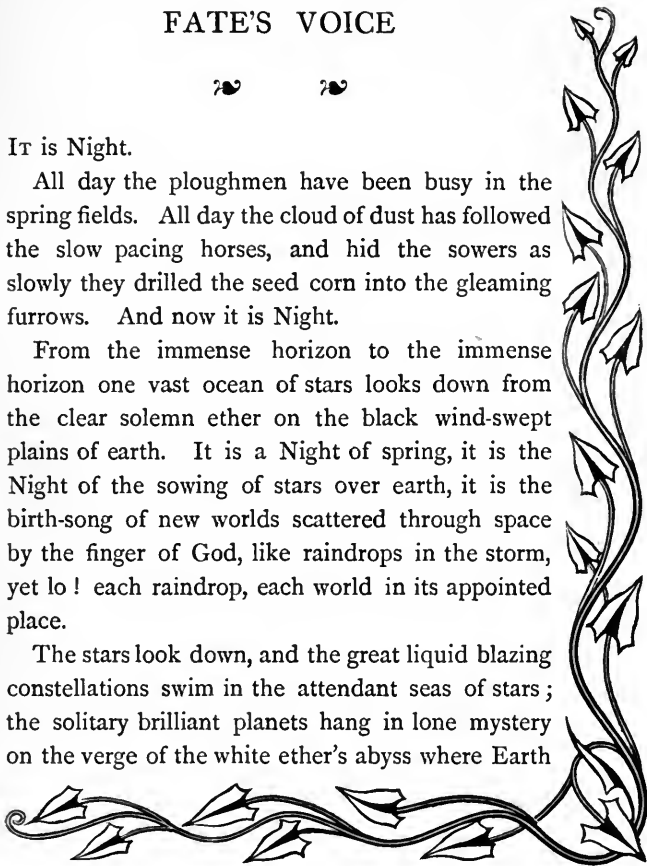 FATE'S VOICE
IT is Night.
All day the ploughmen have been busy in the
spring fields. All day the cloud of dust has followed
the slow pacing horses, and hid the sowers as
slowly they drilled the seed corn into the gleaming
furrows. And now it is Night.
From the immense horizon to the immense
horizon one vast ocean of stars looks down from
the clear solemn ether on the black wind-swept
plains of earth. It is a Night of spring, it is the
Night of the sowing of stars over earth, it is the
birth-song of new worlds scattered through space
by the finger of God, like raindrops in the storm,
yet lo ! each raindrop, each world in its appointed
place.
The stars look down, and the great liquid blazing
constellations swim in the attendant seas of stars ;
the solitary brilliant planets hang in lone mystery
on the verge of the white ether's abyss where Earth